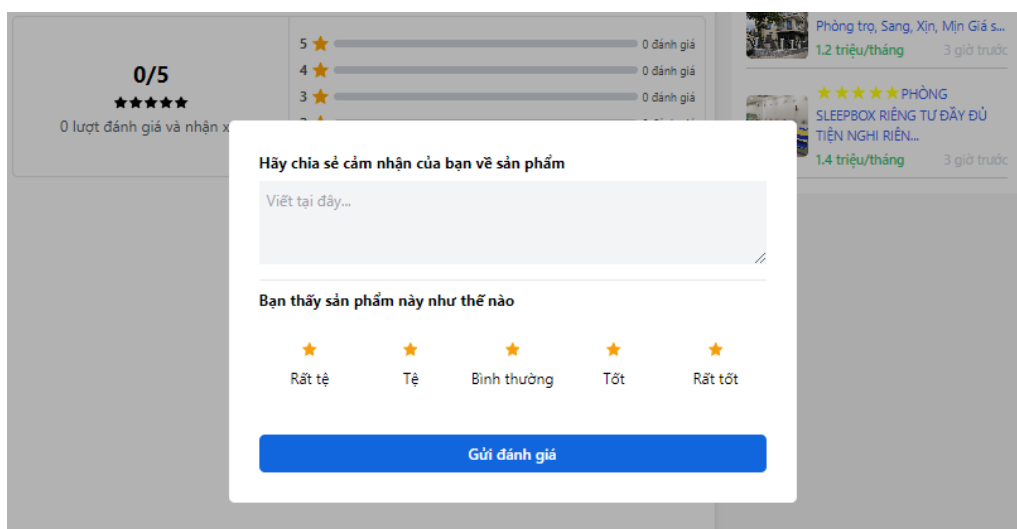 0/5
★★★★★
0 lượt đánh giá và nhận x
5 ★ 0 đánh giá
4 ★ 0 đánh giá
3 ★ 0 đánh giá
Phòng trọ, Sang, Xịn, Mịn Giá s...
1.2 triệu/tháng 3 giờ trước
★★★★★PHÒNG
SLEEPBOX RIÊNG TƯ ĐẦY ĐỦ
TIỆN NGHI RIÊN...
1.4 triệu/tháng 3 giờ trước
Hãy chia sẻ cảm nhận của bạn về sản phẩm
Viết tại đây...
Bạn thấy sản phẩm này như thế nào
Rất tệ Tệ Bình thường Tốt Rất tốt
Gửi đánh giá